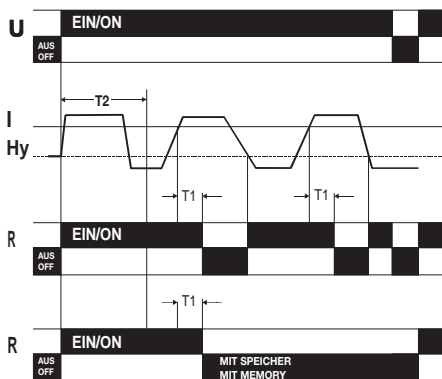 U
EIN/ON
AUS
OFF
T2
I
Hy
T1
T1
R
EIN/ON
AUS
OFF
T1
R
EIN/ON
AUS
OFF
MIT SPEICHER
MIT MEMORY